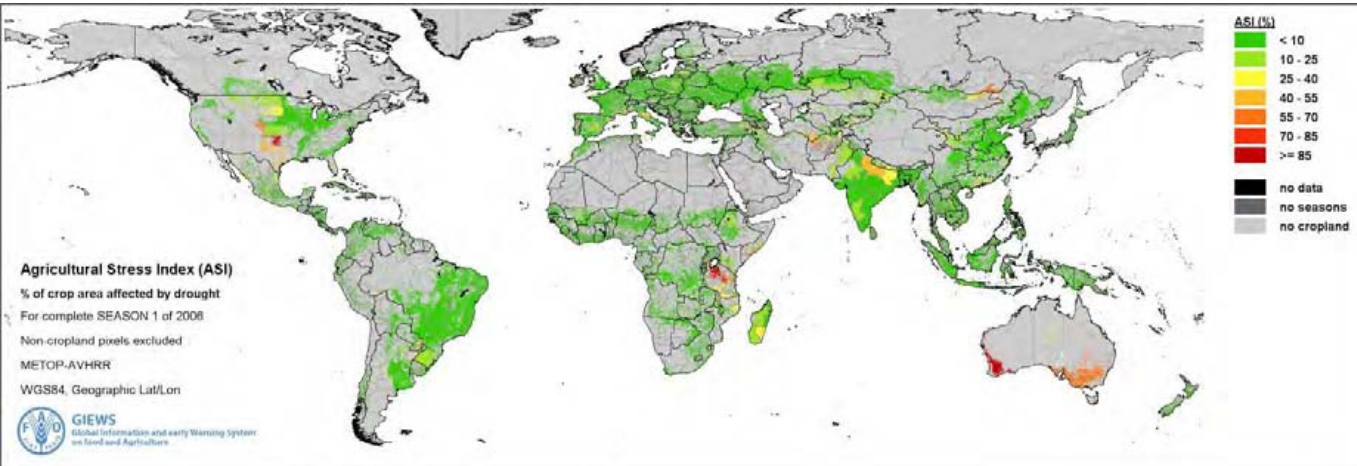 ASI (%)
< 10
10 - 25
25 - 40
40 - 55
55 - 70
70 - 85
>= 85
no data
no seasons
no cropland
Agricultural Stress Index (ASI)
% of crop area affected by drought
For complete SEASON 1 of 2006
Non-cropland pixels excluded
METOP-AVHRR
WGS84, Geographic Lat/Lon
FAO
GIEWS
Global Information and early Warning System
on food and Agriculture